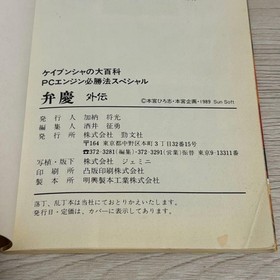 ケイブンシャの大百科
PCエンジン必勝法スペシャル
弁慶 外伝
©本宮ひろ志・本宮企画・1989 Sun Soft
発行人 加納 将光
編集人 酒井 征勇
発行所 株式会社 勁文社
〒164 東京都中野区本町3丁目32番15号
☎372-3281(編集)・372-3291(営業)振替 東京9-13311番
写植・版下 株式会社 ジェミニ
印刷所 凸版印刷株式会社
製本所 明興製本工業株式会社
落丁、乱丁本は当社にておとりかえいたします。
発行日・定価は、カバーに表示してあります。